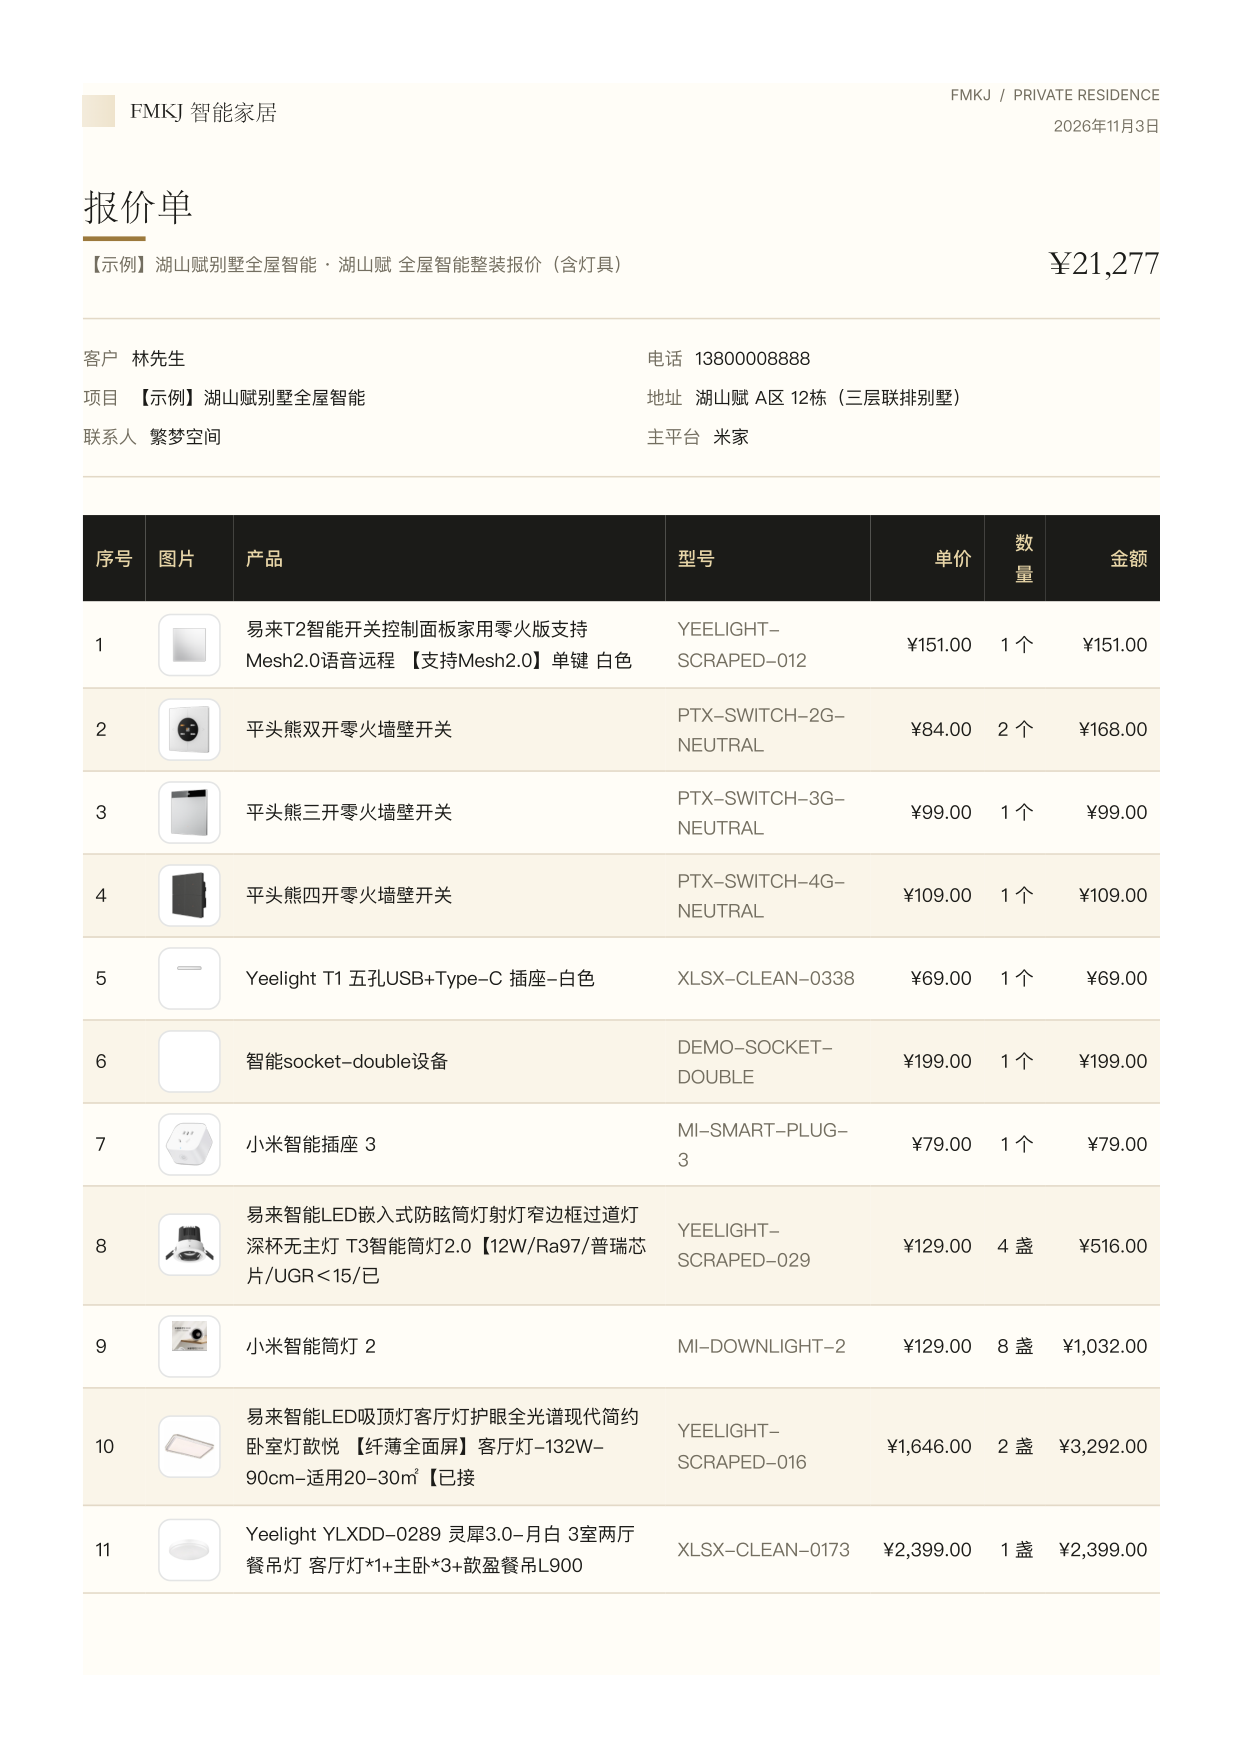 FMKJ 智能家居
FMKJ / PRIVATE RESIDENCE
2026年11月3日
报价单
【示例】湖山赋别墅全屋智能 · 湖山赋 全屋智能整装报价（含灯具）
¥21,277
客户 林先生
电话 13800008888
项目 【示例】湖山赋别墅全屋智能
地址 湖山赋 A区 12栋（三层联排别墅）
联系人 繁梦空间
主平台 米家
序号 图片 产品 型号 单价 数量 金额
1 易来T2智能开关控制面板家用零火版支持 YEELIGHT-
Mesh2.0语音远程 【支持Mesh2.0】单键 白色 SCRAPED-012 ¥151.00 1 个 ¥151.00
2 平头熊双开零火墙壁开关 PTX-SWITCH-2G-
NEUTRAL ¥84.00 2 个 ¥168.00
3 平头熊三开零火墙壁开关 PTX-SWITCH-3G-
NEUTRAL ¥99.00 1 个 ¥99.00
4 平头熊四开零火墙壁开关 PTX-SWITCH-4G-
NEUTRAL ¥109.00 1 个 ¥109.00
5 Yeelight T1 五孔USB+Type-C 插座-白色 XLSX-CLEAN-0338 ¥69.00 1 个 ¥69.00
6 智能socket-double设备 DEMO-SOCKET-
DOUBLE ¥199.00 1 个 ¥199.00
7 小米智能插座 3 MI-SMART-PLUG-
3 ¥79.00 1 个 ¥79.00
8 易来智能LED嵌入式防眩筒灯射灯窄边框过道灯
深杯无主灯 T3智能筒灯2.0【12W/Ra97/普瑞芯
片/UGR＜15/已 YEELIGHT-
SCRAPED-029 ¥129.00 4 盏 ¥516.00
9 小米智能筒灯 2 MI-DOWNLIGHT-2 ¥129.00 8 盏 ¥1,032.00
10 易来智能LED吸顶灯客厅灯护眼全光谱现代简约
卧室灯歆悦 【纤薄全面屏】客厅灯-132W-
90cm-适用20-30㎡【已接 YEELIGHT-
SCRAPED-016 ¥1,646.00 2 盏 ¥3,292.00
11 Yeelight YLXDD-0289 灵犀3.0-月白 3室两厅
餐吊灯 客厅灯*1+主卧*3+歆盈餐吊L900 XLSX-CLEAN-0173 ¥2,399.00 1 盏 ¥2,399.00